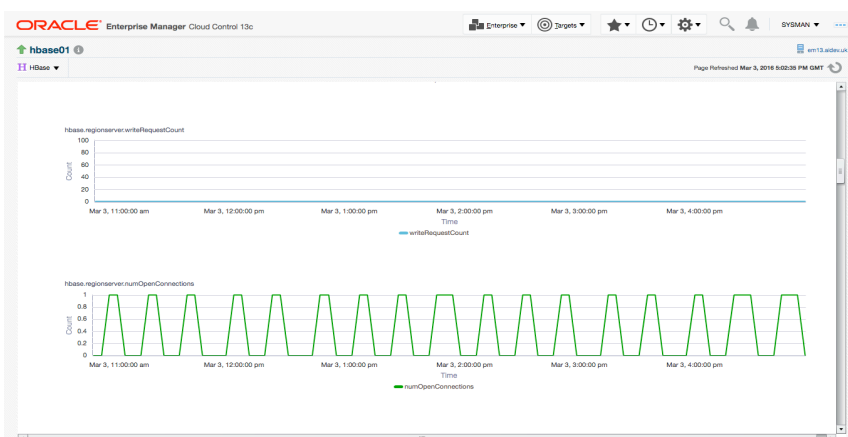 ORACLE Enterprise Manager Cloud Control 13c Enterprise Targets SYSMAN
hbase01 em13.aidev.uk
H HBase Page Refreshed Mar 3, 2016 5:02:35 PM GMT
hbase.regionserver.writeRequestCount
100
80
60
40
20
0
Count
Mar 3, 11:00:00 am Mar 3, 12:00:00 pm Mar 3, 1:00:00 pm Mar 3, 2:00:00 pm Mar 3, 3:00:00 pm Mar 3, 4:00:00 pm
Time
writeRequestCount
hbase.regionserver.numOpenConnections
1
0.8
0.6
0.4
0.2
0
Count
Mar 3, 11:00:00 am Mar 3, 12:00:00 pm Mar 3, 1:00:00 pm Mar 3, 2:00:00 pm Mar 3, 3:00:00 pm Mar 3, 4:00:00 pm
Time
numOpenConnections